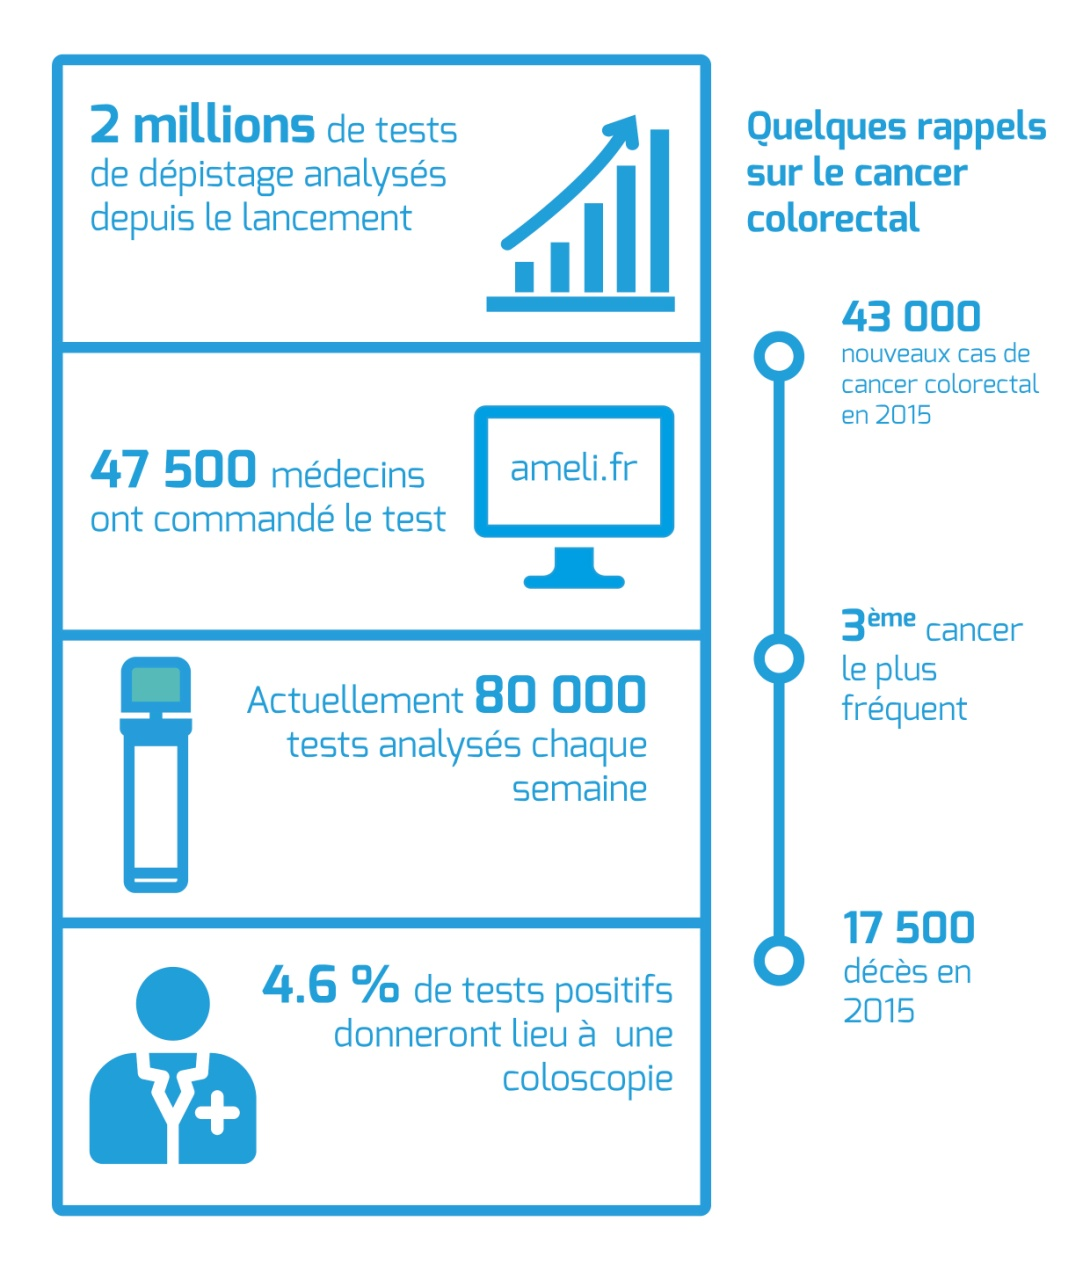 2 millions de tests
de dépistage analysés
depuis le lancement
47 500 médecins
ont commandé le test
ameli.fr
Actuellement 80 000
tests analysés chaque
semaine
4.6 % de tests positifs
donneront lieu à une
coloscopie
Quelques rappels
sur le cancer
colorectal
43 000
nouveaux cas de
cancer colorectal
en 2015
3ème cancer
le plus
fréquent
17 500
décès en
2015